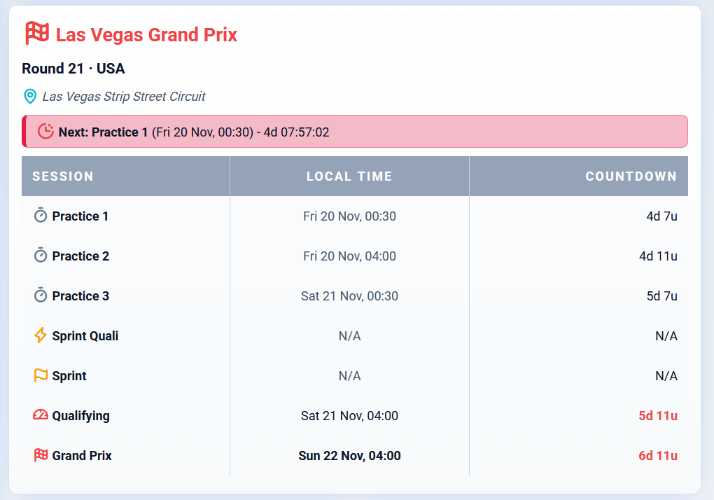 Las Vegas Grand Prix
Round 21 · USA
Las Vegas Strip Street Circuit
Next: Practice 1 (Fri 20 Nov, 00:30) - 4d 07:57:02
SESSION LOCAL TIME COUNTDOWN
Practice 1 Fri 20 Nov, 00:30 4d 7u
Practice 2 Fri 20 Nov, 04:00 4d 11u
Practice 3 Sat 21 Nov, 00:30 5d 7u
Sprint Quali N/A N/A
Sprint N/A N/A
Qualifying Sat 21 Nov, 04:00 5d 11u
Grand Prix Sun 22 Nov, 04:00 6d 11u